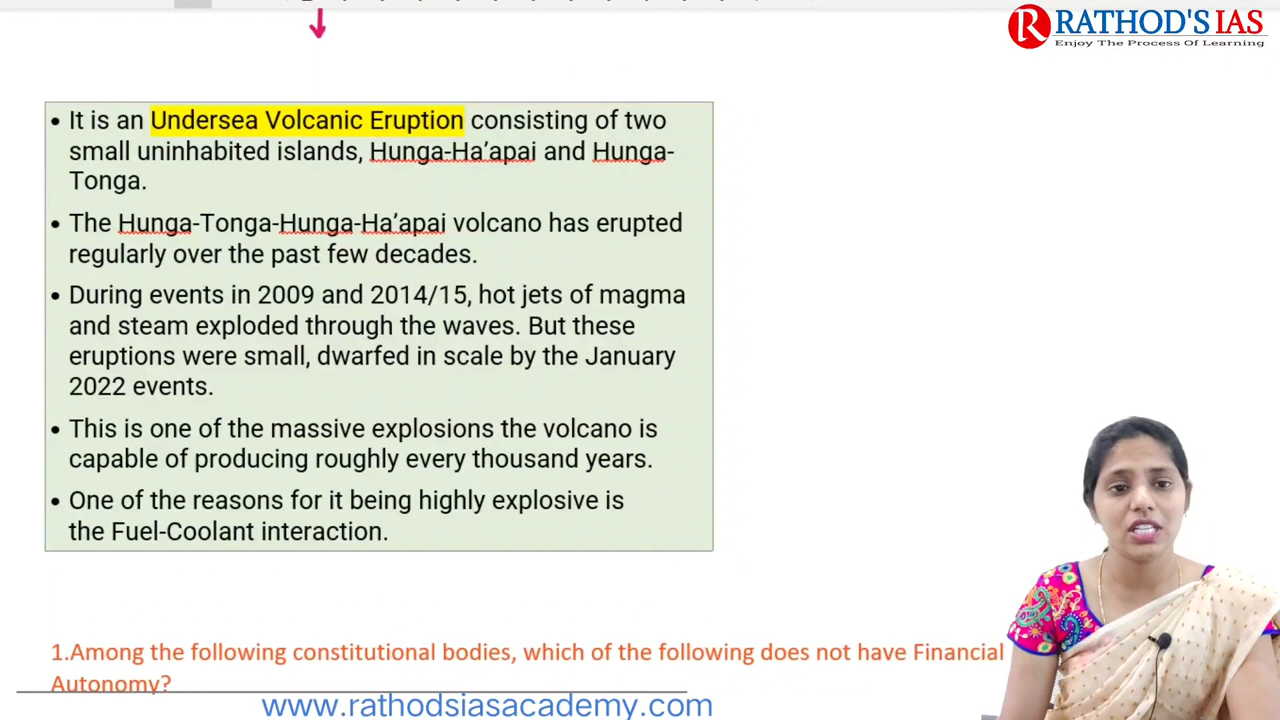 RATHOD'S IAS
Enjoy The Process Of Learning
• It is an Undersea Volcanic Eruption consisting of two
small uninhabited islands, Hunga-Ha’apai and Hunga-
Tonga.
• The Hunga-Tonga-Hunga-Ha’apai volcano has erupted
regularly over the past few decades.
• During events in 2009 and 2014/15, hot jets of magma
and steam exploded through the waves. But these
eruptions were small, dwarfed in scale by the January
2022 events.
• This is one of the massive explosions the volcano is
capable of producing roughly every thousand years.
• One of the reasons for it being highly explosive is
the Fuel-Coolant interaction.
1.Among the following constitutional bodies, which of the following does not have Financial
Autonomy?
www.rathodsiasacademy.com